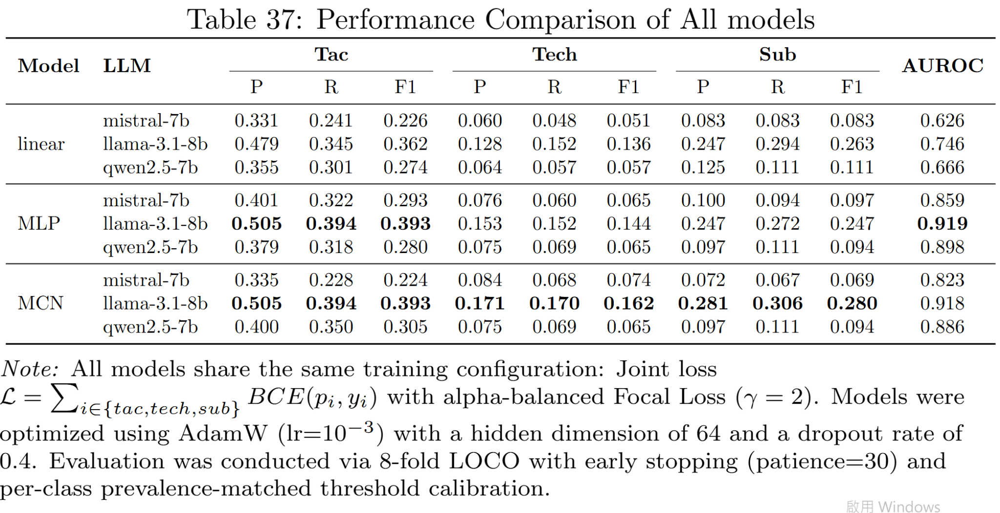 Table 37: Performance Comparison of All models
Model LLM Tac Tech Sub AUROC
P R F1 P R F1 P R F1
linear
mistral-7b 0.331 0.241 0.226 0.060 0.048 0.051 0.083 0.083 0.083 0.626
llama-3.1-8b 0.479 0.345 0.362 0.128 0.152 0.136 0.247 0.294 0.263 0.746
qwen2.5-7b 0.355 0.301 0.274 0.064 0.057 0.057 0.125 0.111 0.111 0.666
MLP
mistral-7b 0.401 0.322 0.293 0.076 0.060 0.065 0.100 0.094 0.097 0.859
llama-3.1-8b 0.505 0.394 0.393 0.153 0.152 0.144 0.247 0.272 0.247 0.919
qwen2.5-7b 0.379 0.318 0.280 0.075 0.069 0.065 0.097 0.111 0.094 0.898
MCN
mistral-7b 0.335 0.228 0.224 0.084 0.068 0.074 0.072 0.067 0.069 0.823
llama-3.1-8b 0.505 0.394 0.393 0.171 0.170 0.162 0.281 0.306 0.280 0.918
qwen2.5-7b 0.400 0.350 0.305 0.075 0.069 0.065 0.097 0.111 0.094 0.886
Note: All models share the same training configuration: Joint loss
ℒ = ∑_{i∈{tac,tech,sub}} BCE(p_i, y_i) with alpha-balanced Focal Loss (γ = 2). Models were
optimized using AdamW (lr=10⁻³) with a hidden dimension of 64 and a dropout rate of
0.4. Evaluation was conducted via 8-fold LOCO with early stopping (patience=30) and
per-class prevalence-matched threshold calibration.
啟用 Windows